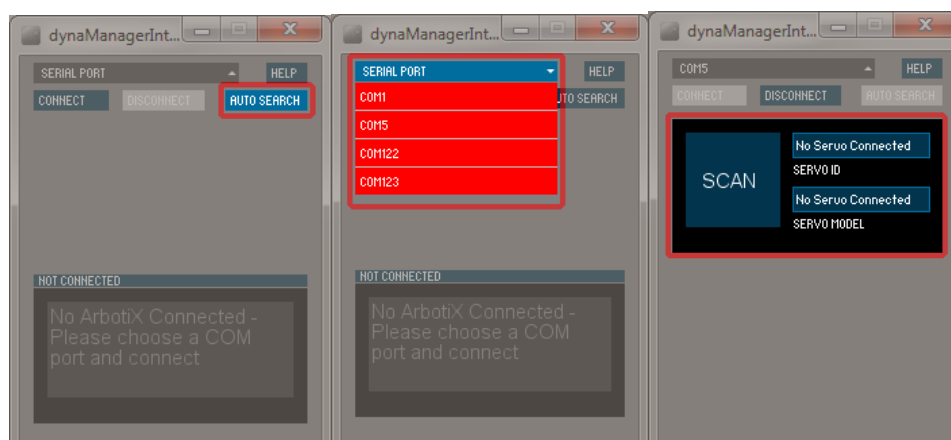 dynaManagerInt...
SERIAL PORT
HELP
CONNECT
DISCONNECT
AUTO SEARCH
NOT CONNECTED
No ArbotiX Connected -
Please choose a COM
port and connect
dynaManagerInt...
SERIAL PORT
HELP
COM1
UTO SEARCH
COM5
COM122
COM123
NOT CONNECTED
No ArbotiX Connected -
Please choose a COM
port and connect
dynaManagerInt...
COM5
HELP
CONNECT
DISCONNECT
AUTO SEARCH
SCAN
No Servo Connected
SERVO ID
No Servo Connected
SERVO MODEL